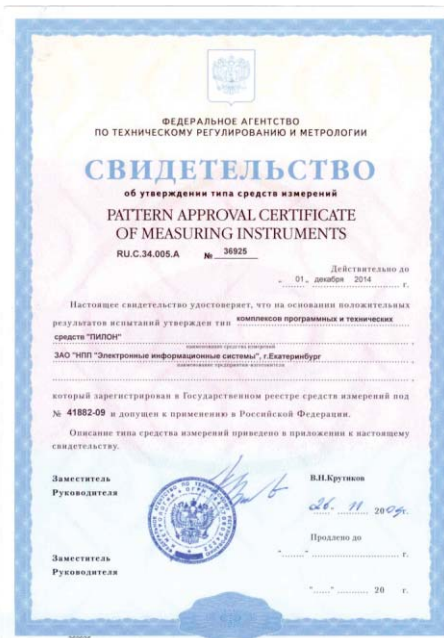 ФЕДЕРАЛЬНОЕ АГЕНТСТВО
ПО ТЕХНИЧЕСКОМУ РЕГУЛИРОВАНИЮ И МЕТРОЛОГИИ
СВИДЕТЕЛЬСТВО
об утверждении типа средств измерений
PATTERN APPROVAL CERTIFICATE
OF MEASURING INSTRUMENTS
RU.C.34.005.A № 36925
Действительно до
" 01 " декабря 2014 г.
Настоящее свидетельство удостоверяет, что на основании положительных
результатов испытаний утвержден тип комплексов программных и технических
средств "ПИЛОН"
наименование средства измерений
ЗАО "НПП "Электронные информационные системы", г.Екатеринбург
наименование предприятия-изготовителя
который зарегистрирован в Государственном реестре средств измерений под
№ 41882-09 и допущен к применению в Российской Федерации.
Описание типа средства измерений приведено в приложении к настоящему
свидетельству.
Заместитель
Руководителя
В.Н.Крутиков
26. 11 2009г.
Продлено до
" " г.
Заместитель
Руководителя
" " 20 г.